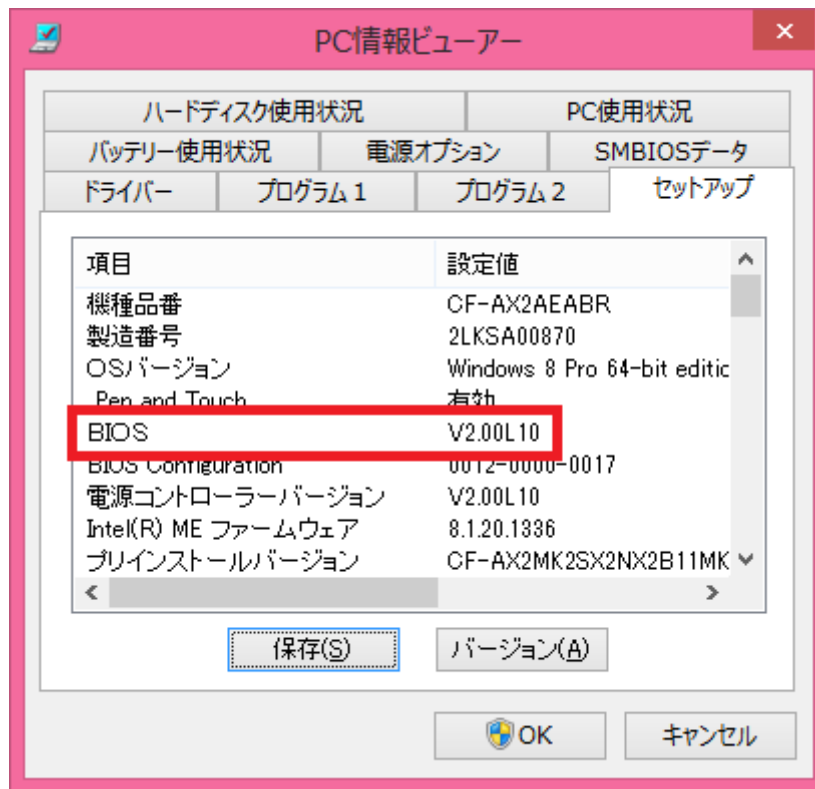 PC情報ビューアー
ハードディスク使用状況 PC使用状況
バッテリー使用状況 電源オプション SMBIOSデータ
ドライバー プログラム 1 プログラム 2 セットアップ
項目 設定値
機種品番 CF-AX2AEABR
製造番号 2LKSA00870
OSバージョン Windows 8 Pro 64-bit editic
Pen and Touch 有効
BIOS V2.00L10
BIOS Configuration 0012-0000-0017
電源コントローラーバージョン V2.00L10
Intel(R) ME ファームウェア 8.1.20.1336
プリインストールバージョン CF-AX2MK2SX2NX2B11MK
保存(S) バージョン(A)
OK キャンセル